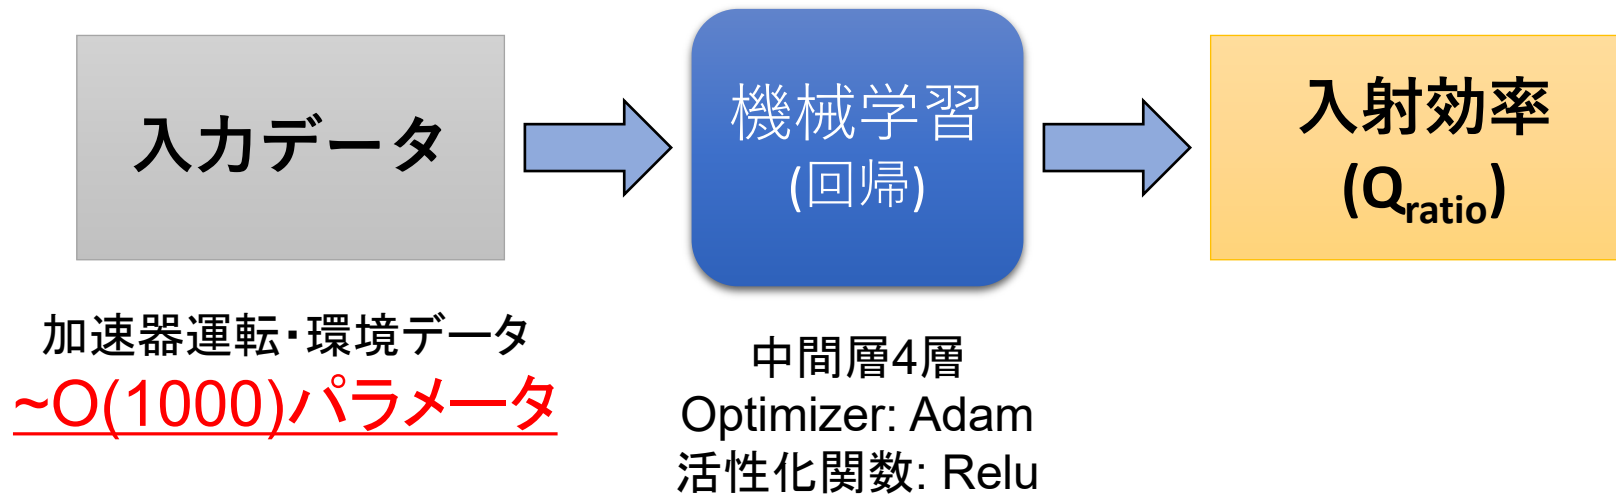 入力データ
機械学習
(回帰)
入射効率
(Qratio)
加速器運転・環境データ
~O(1000)パラメータ
中間層4層
Optimizer: Adam
活性化関数: Relu